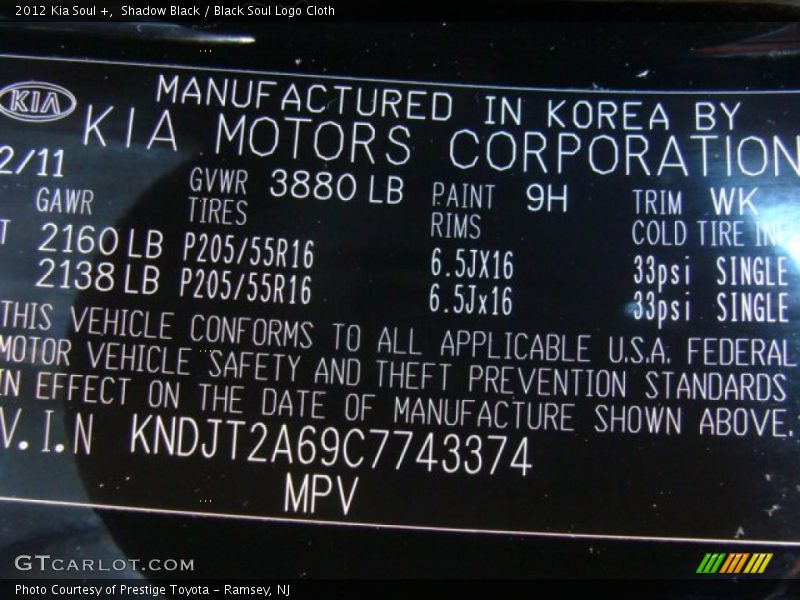 2012 Kia Soul +, Shadow Black / Black Soul Logo Cloth
KIA
MANUFACTURED IN KOREA BY
KIA MOTORS CORPORATION
2/11
GVWR 3880 LB PAINT 9H TRIM WK
GAWR TIRES RIMS COLD TIRE INF
T 2160 LB P205/55R16 6.5JX16 33psi SINGLE
2138 LB P205/55R16 6.5Jx16 33psi SINGLE
THIS VEHICLE CONFORMS TO ALL APPLICABLE U.S.A. FEDERAL
MOTOR VEHICLE SAFETY AND THEFT PREVENTION STANDARDS
IN EFFECT ON THE DATE OF MANUFACTURE SHOWN ABOVE.
V.I.N KNDJT2A69C7743374
MPV
GTCARLOT.COM
Photo Courtesy of Prestige Toyota - Ramsey, NJ